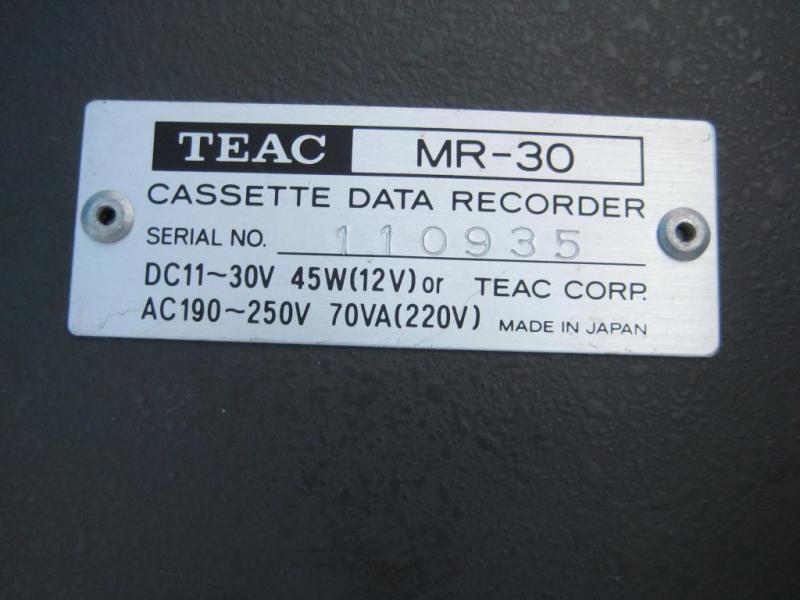 TEAC MR-30
CASSETTE DATA RECORDER
SERIAL NO. 110935
DC11~30V 45W(12V) or TEAC CORP.
AC190~250V 70VA(220V) MADE IN JAPAN